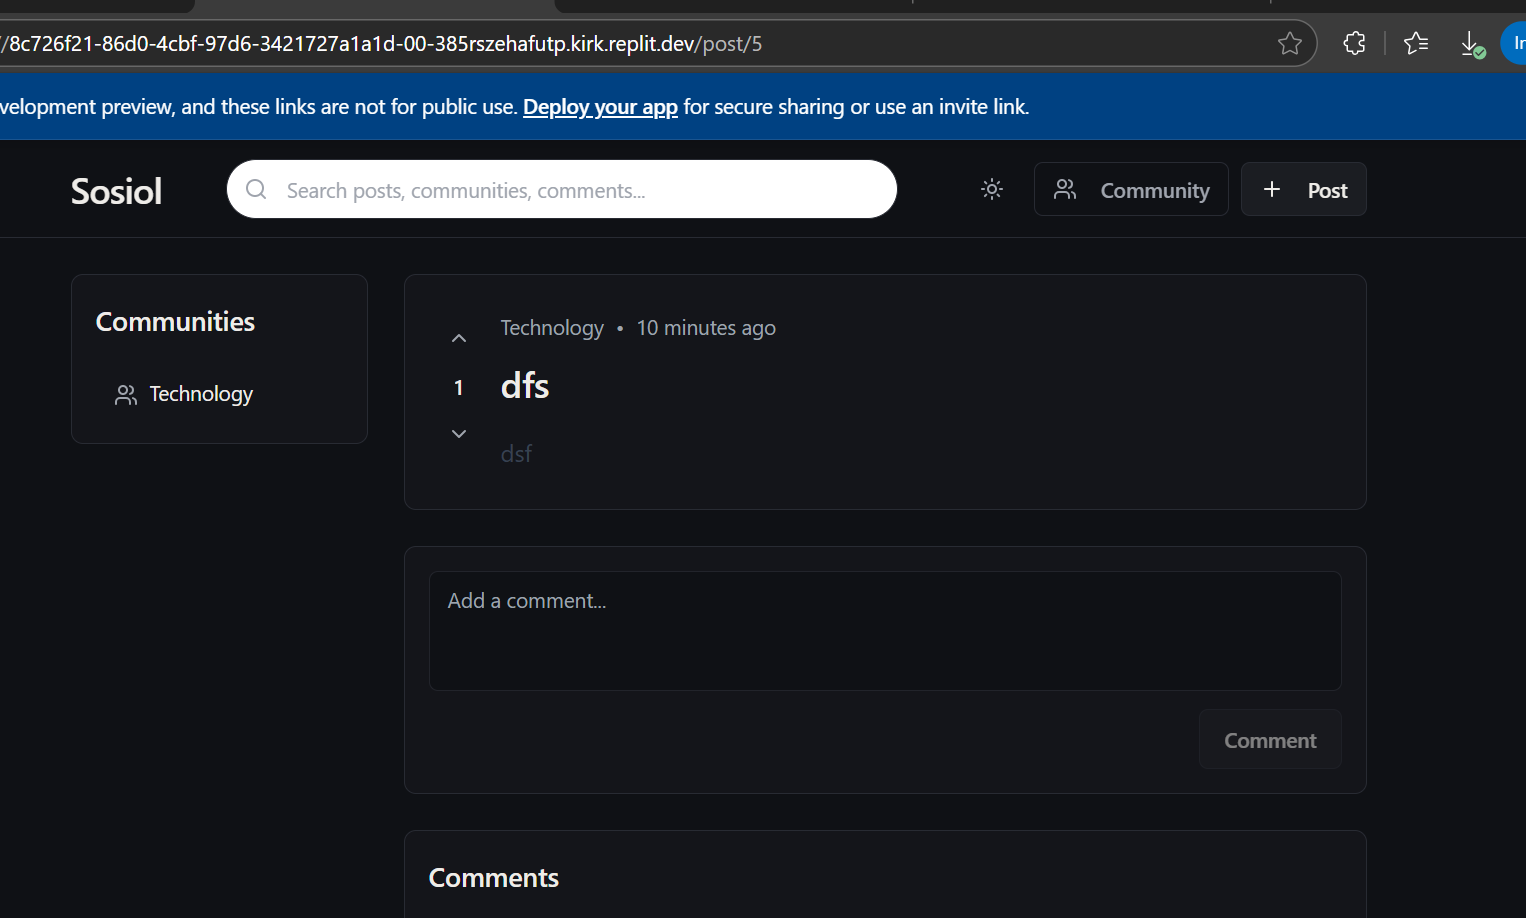 //8c726f21-86d0-4cbf-97d6-3421727a1a1d-00-385rszehafutp.kirk.replit.dev/post/5
velopment preview, and these links are not for public use. Deploy your app for secure sharing or use an invite link.
Sosiol
Search posts, communities, comments...
Community
+ Post
Communities
Technology
Technology • 10 minutes ago
1
dfs
dsf
Add a comment...
Comment
Comments